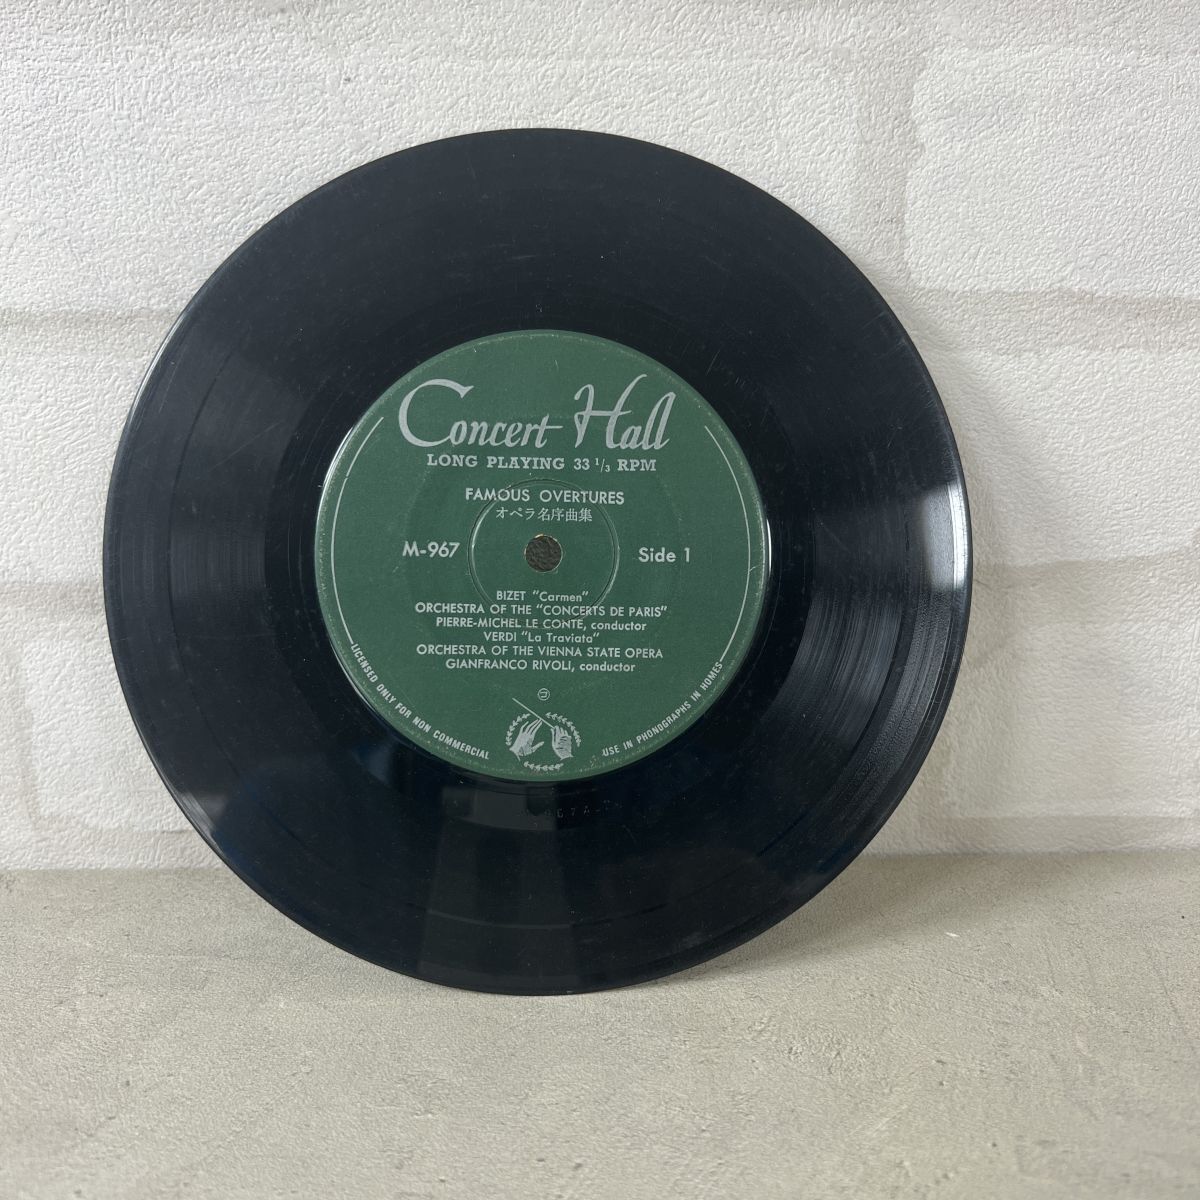 Concert Hall
LONG PLAYING 33 1/3 RPM
FAMOUS OVERTURES
オペラ名序曲集
M-967
Side 1
BIZET "Carmen"
ORCHESTRA OF THE "CONCERTS DE PARIS"
PIERRE-MICHEL LE CONTE, conductor
VERDI "La Traviata"
ORCHESTRA OF THE VIENNA STATE OPERA
GIANFRANCO RIVOLI, conductor
コ
LICENSED ONLY FOR NON COMMERCIAL USE IN PHONOGRAPHS IN HOMES